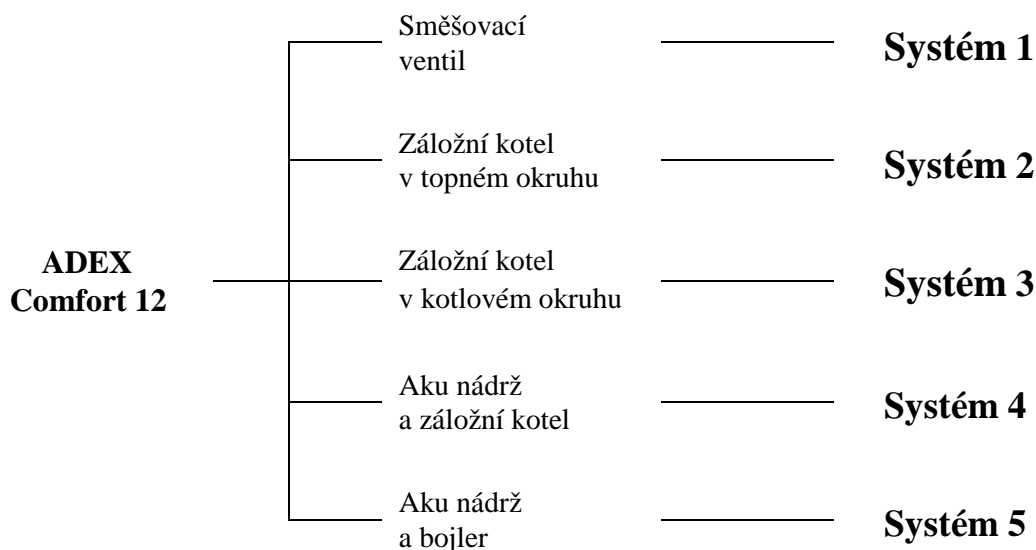 Směšovací
ventil
Systém 1
Záložní kotel
v topném okruhu
Systém 2
ADEX
Comfort 12
Záložní kotel
v kotlovém okruhu
Systém 3
Aku nádrž
a záložní kotel
Systém 4
Aku nádrž
a bojler
Systém 5